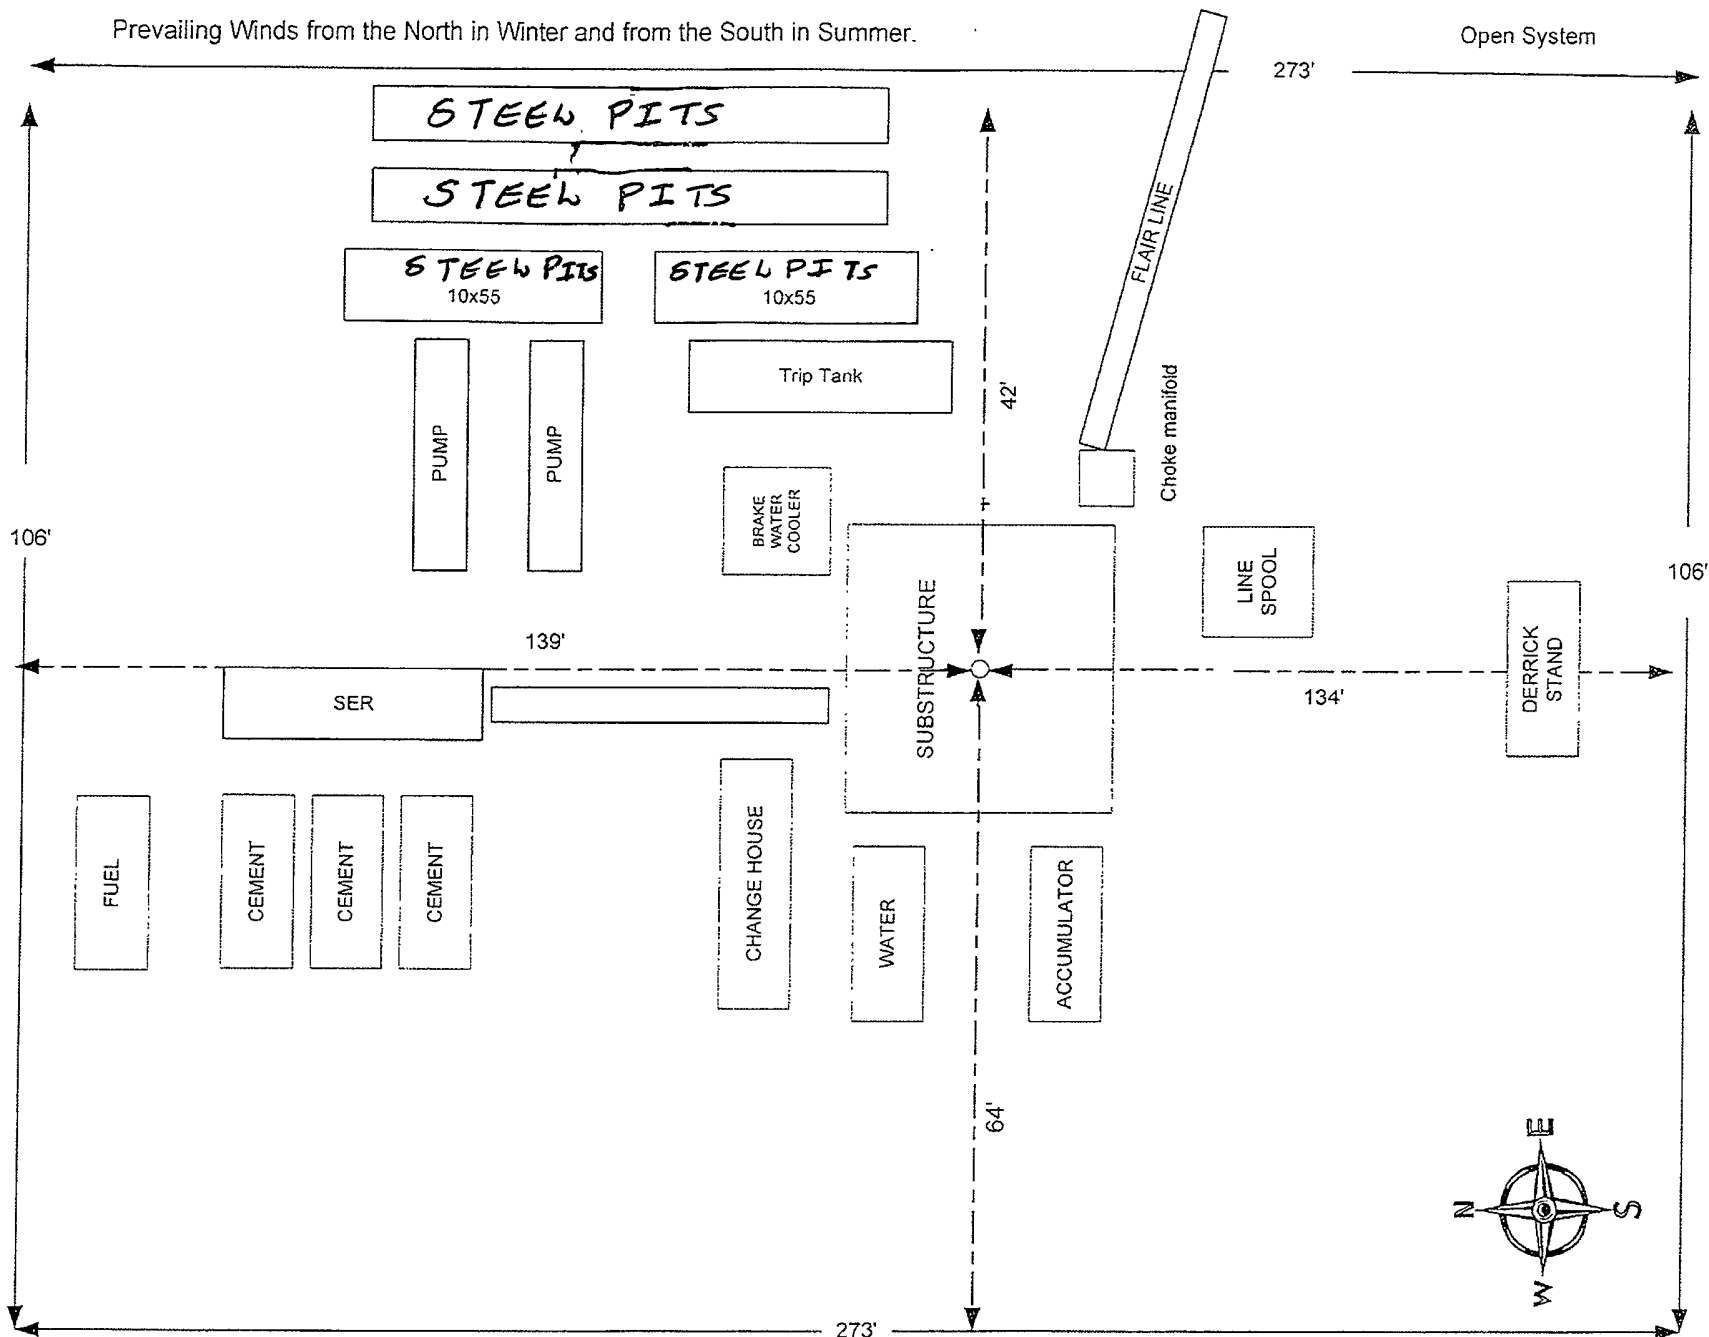 Prevailing Winds from the North in Winter and from the South in Summer.
Open System
273'
STEEL PITS
STEEL PITS
STEEL PITS
10x55
STEEL PITS
10x55
FLAIR LINE
Trip Tank
42'
Choke manifold
PUMP
PUMP
BRAKE
WATER
COOLER
106'
106'
LINE
SPOOL
SUBSTRUCTURE
139'
134'
DERRICK
STAND
SER
FUEL
CEMENT
CEMENT
CEMENT
CHANGE HOUSE
WATER
ACCUMULATOR
64'
E
N
S
W
273'